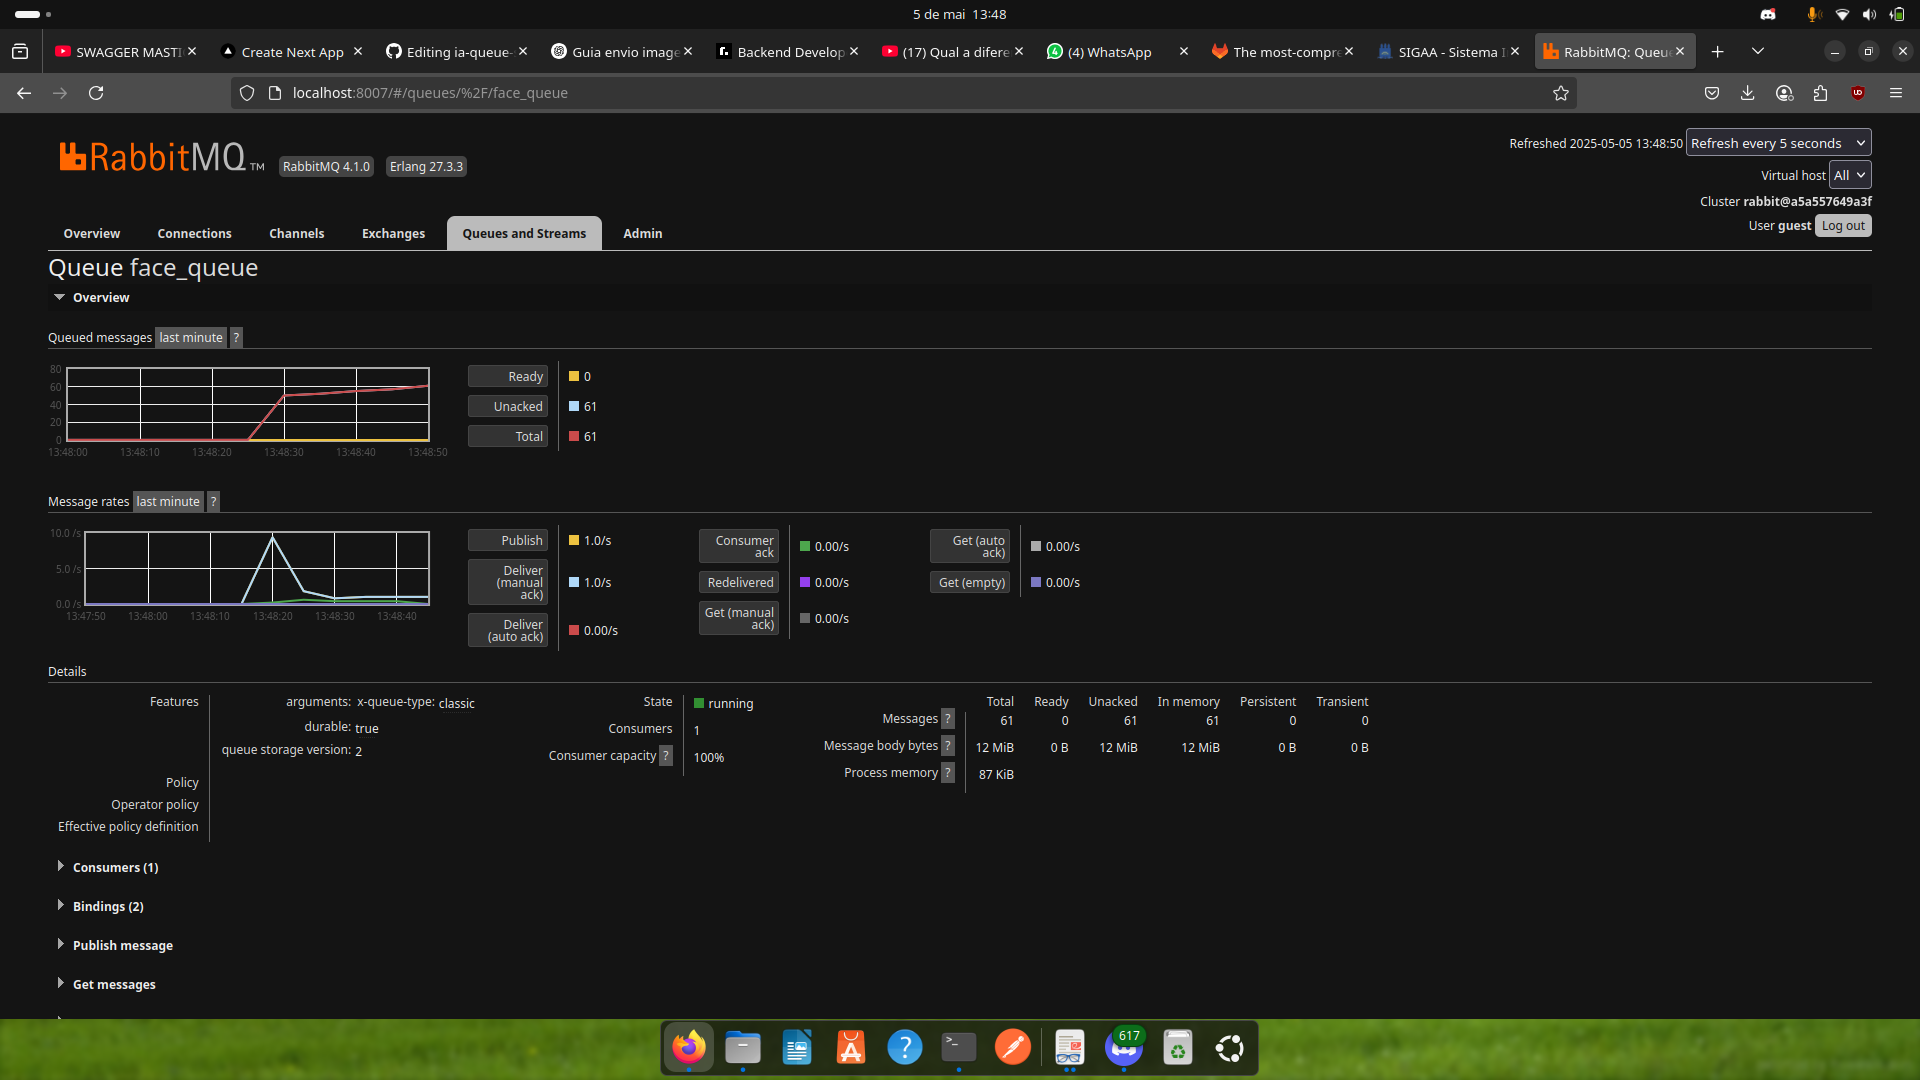 5 de mai 13:48
SWAGGER MASTI
Create Next App
Editing ia-queue-
Guia envio image
Backend Develop
(17) Qual a difere
(4) WhatsApp
The most-compre
SIGAA - Sistema I
RabbitMQ: Queu
localhost:8007/#/queues/%2F/face_queue
RabbitMQ TM
RabbitMQ 4.1.0
Erlang 27.3.3
Refreshed 2025-05-05 13:48:50 Refresh every 5 seconds
Virtual host All
Cluster rabbit@a5a557649a3f
User guest Log out
Overview Connections Channels Exchanges Queues and Streams Admin
Queue face_queue
Overview
Queued messages last minute ?
80
60
40
20
0
13:48:00 13:48:10 13:48:20 13:48:30 13:48:40 13:48:50
Ready 0
Unacked 61
Total 61
Message rates last minute ?
10.0 /s
5.0 /s
0.0 /s
13:47:50 13:48:00 13:48:10 13:48:20 13:48:30 13:48:40
Publish 1.0/s
Deliver (manual ack) 1.0/s
Deliver (auto ack) 0.00/s
Consumer ack 0.00/s
Redelivered 0.00/s
Get (manual ack) 0.00/s
Get (auto ack) 0.00/s
Get (empty) 0.00/s
Details
Features
arguments: x-queue-type: classic
durable: true
queue storage version: 2
Policy
Operator policy
Effective policy definition
State running
Consumers 1
Consumer capacity ? 100%
Total Ready Unacked In memory Persistent Transient
Messages ? 61 0 61 61 0 0
Message body bytes ? 12 MiB 0 B 12 MiB 12 MiB 0 B 0 B
Process memory ? 87 KiB
Consumers (1)
Bindings (2)
Publish message
Get messages
617